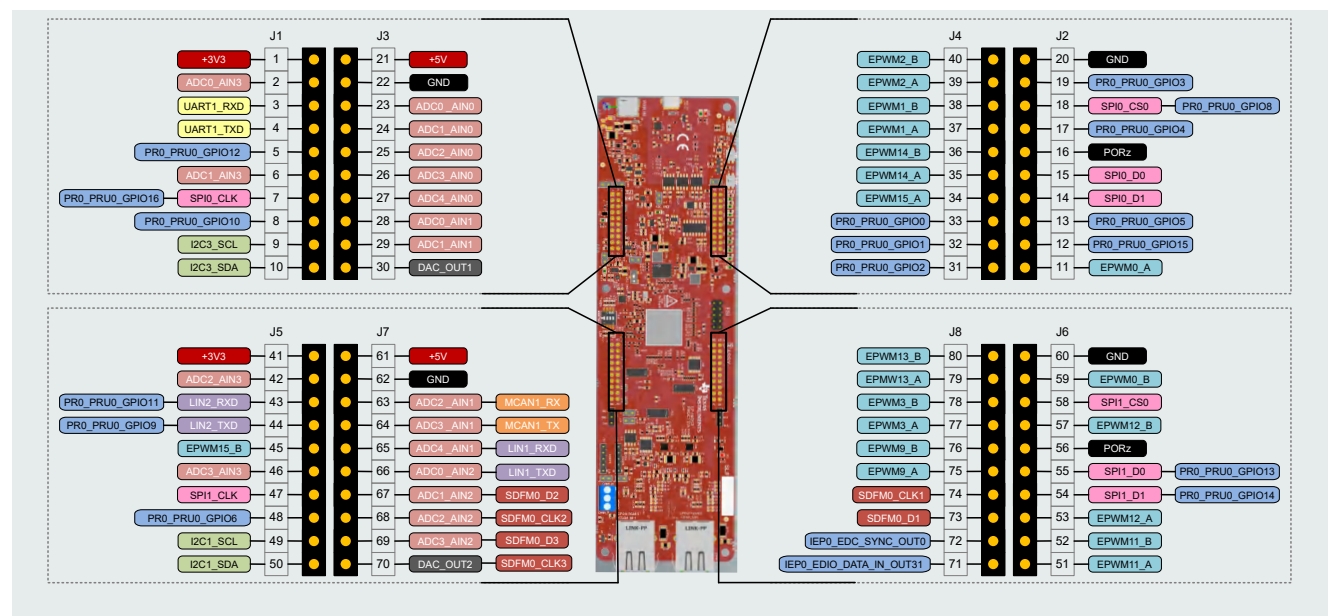 J1 J3
+3V3 1 21 +5V
ADC0_AIN3 2 22 GND
UART1_RXD 3 23 ADC0_AIN0
UART1_TXD 4 24 ADC1_AIN0
PR0_PRU0_GPIO12 5 25 ADC2_AIN0
ADC1_AIN3 6 26 ADC3_AIN0
PR0_PRU0_GPIO16 SPI0_CLK 7 27 ADC4_AIN0
PR0_PRU0_GPIO10 8 28 ADC0_AIN1
I2C3_SCL 9 29 ADC1_AIN1
I2C3_SDA 10 30 DAC_OUT1
J4 J2
EPWM2_B 40 20 GND
EPWM2_A 39 19 PR0_PRU0_GPIO3
EPWM1_B 38 18 SPI0_CS0 PR0_PRU0_GPIO8
EPWM1_A 37 17 PR0_PRU0_GPIO4
EPWM14_B 36 16 PORz
EPWM14_A 35 15 SPI0_D0
EPWM15_A 34 14 SPI0_D1
PR0_PRU0_GPIO0 33 13 PR0_PRU0_GPIO5
PR0_PRU0_GPIO1 32 12 PR0_PRU0_GPIO15
PR0_PRU0_GPIO2 31 11 EPWM0_A
J5 J7
+3V3 41 61 +5V
ADC2_AIN3 42 62 GND
PR0_PRU0_GPIO11 LIN2_RXD 43 63 ADC2_AIN1 MCAN1_RX
PR0_PRU0_GPIO9 LIN2_TXD 44 64 ADC3_AIN1 MCAN1_TX
EPWM15_B 45 65 ADC4_AIN1 LIN1_RXD
ADC3_AIN3 46 66 ADC0_AIN2 LIN1_TXD
SPI1_CLK 47 67 ADC1_AIN2 SDFM0_D2
PR0_PRU0_GPIO6 48 68 ADC2_AIN2 SDFM0_CLK2
I2C1_SCL 49 69 ADC3_AIN2 SDFM0_D3
I2C1_SDA 50 70 DAC_OUT2 SDFM0_CLK3
J8 J6
EPWM13_B 80 60 GND
EPMW13_A 79 59 EPWM0_B
EPWM3_B 78 58 SPI1_CS0
EPWM3_A 77 57 EPWM12_B
EPWM9_B 76 56 PORz
EPWM9_A 75 55 SPI1_D0 PR0_PRU0_GPIO13
SDFM0_CLK1 74 54 SPI1_D1 PR0_PRU0_GPIO14
SDFM0_D1 73 53 EPWM12_A
IEP0_EDC_SYNC_OUT0 72 52 EPWM11_B
IEP0_EDIO_DATA_IN_OUT31 71 51 EPWM11_A
CE
Texas Instruments
LINK-PP LINK-PP